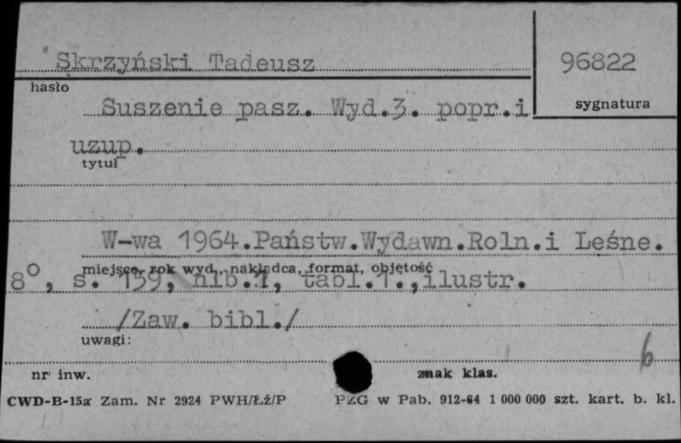 Skrzyński Tadeusz
96822
hasło
sygnatura
Suszenie pasz. Wyd.3. popr.i
uzup.
tytuł
W-wa 1964.Państw.Wydawn.Roln.i Leśne.
miejsce, rok wyd., nakładca, format, objętość
8°, s. 159, nlb.1, tabl.1.,ilustr.
/Zaw. bibl./
uwagi:
6
nr inw.
znak klas.
CWD-B-15a Zam. Nr 2924 PWH/Łź/P
PZG w Pab. 912-64 1 000 000 szt. kart. b. kl.